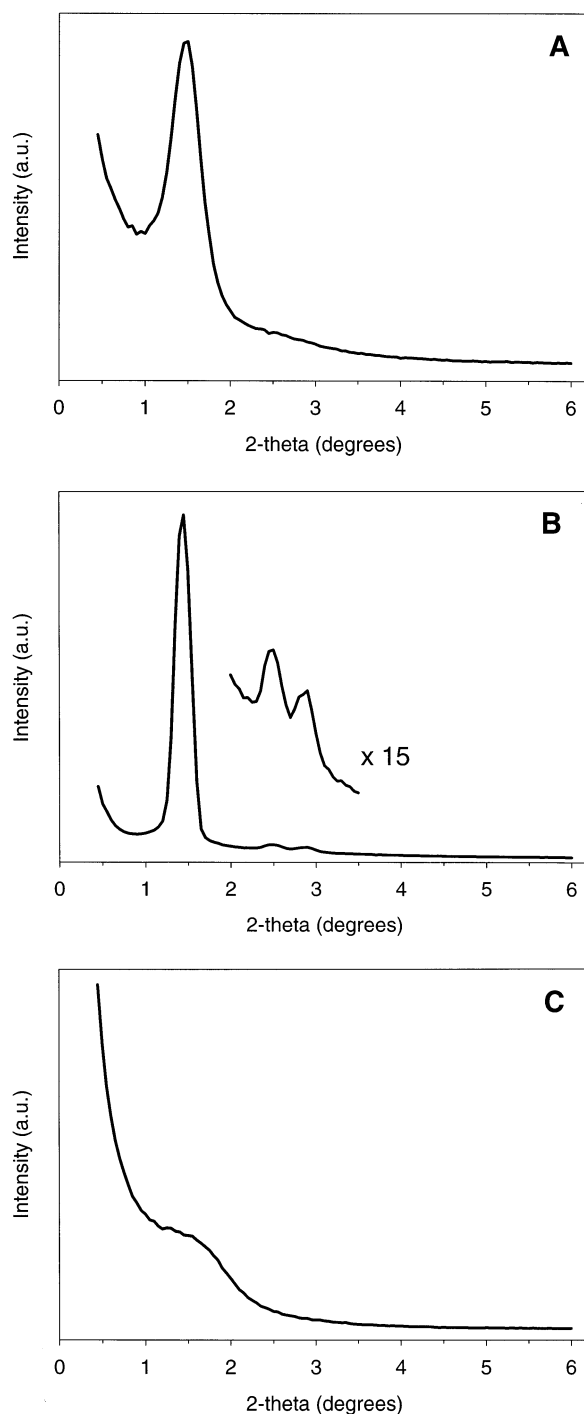 A
Intensity (a.u.)
0 1 2 3 4 5 6
2-theta (degrees)
B
Intensity (a.u.)
x 15
0 1 2 3 4 5 6
2-theta (degrees)
C
Intensity (a.u.)
0 1 2 3 4 5 6
2-theta (degrees)